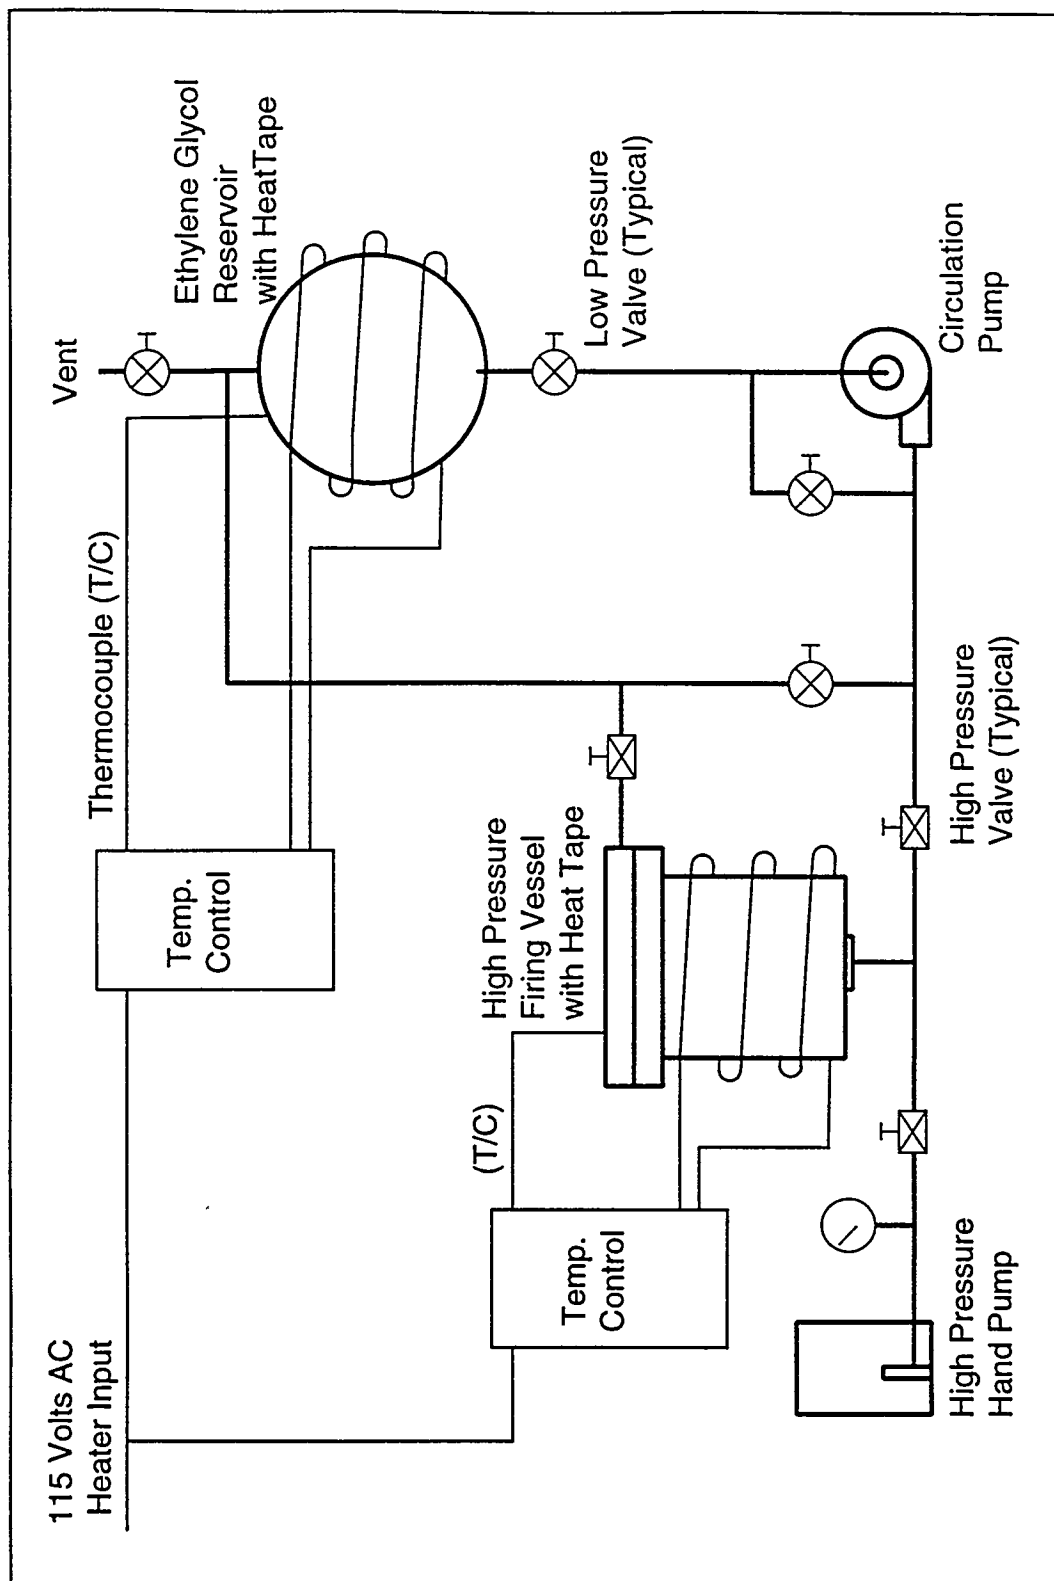 115 Volts AC
Heater Input
Temp.
Control
Thermocouple (T/C)
Vent
Ethylene Glycol
Reservoir
with HeatTape
(T/C)
Temp.
Control
High Pressure
Firing Vessel
with Heat Tape
Low Pressure
Valve (Typical)
High Pressure
Hand Pump
High Pressure
Valve (Typical)
Circulation
Pump